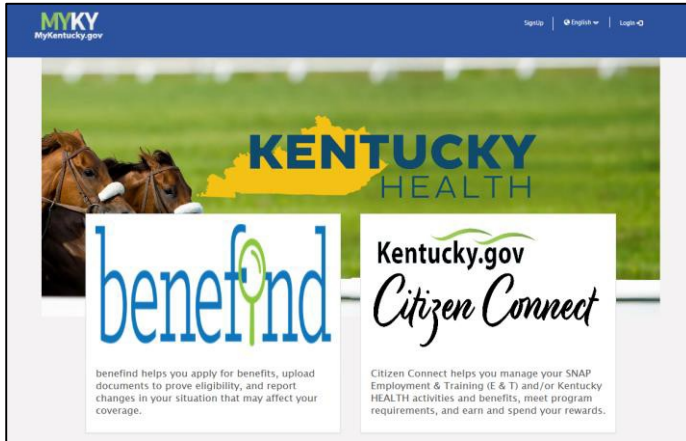 MYKY
MyKentucky.gov
SignUp
English
Login
KENTUCKY
HEALTH
benefind
benefind helps you apply for benefits, upload
documents to prove eligibility, and report
changes in your situation that may affect your
coverage.
Kentucky.gov
Citizen Connect
Citizen Connect helps you manage your SNAP
Employment & Training (E & T) and/or Kentucky
HEALTH activities and benefits, meet program
requirements, and earn and spend your rewards.